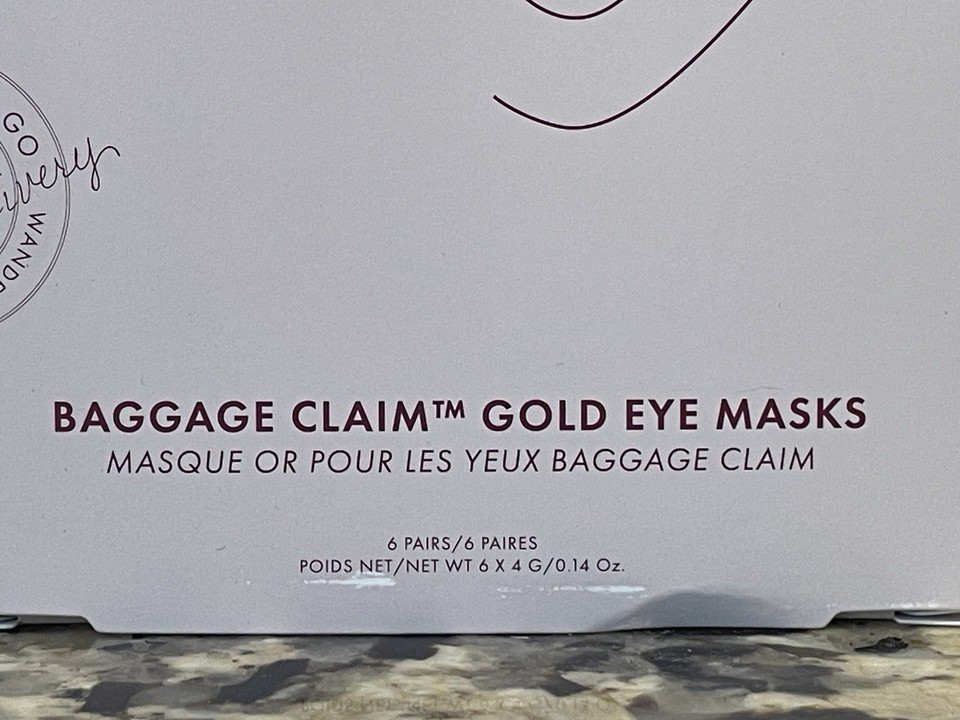 GO
WANDE
BAGGAGE CLAIM™ GOLD EYE MASKS
MASQUE OR POUR LES YEUX BAGGAGE CLAIM
6 PAIRS/6 PAIRES
POIDS NET/NET WT 6 X 4 G/0.14 Oz.